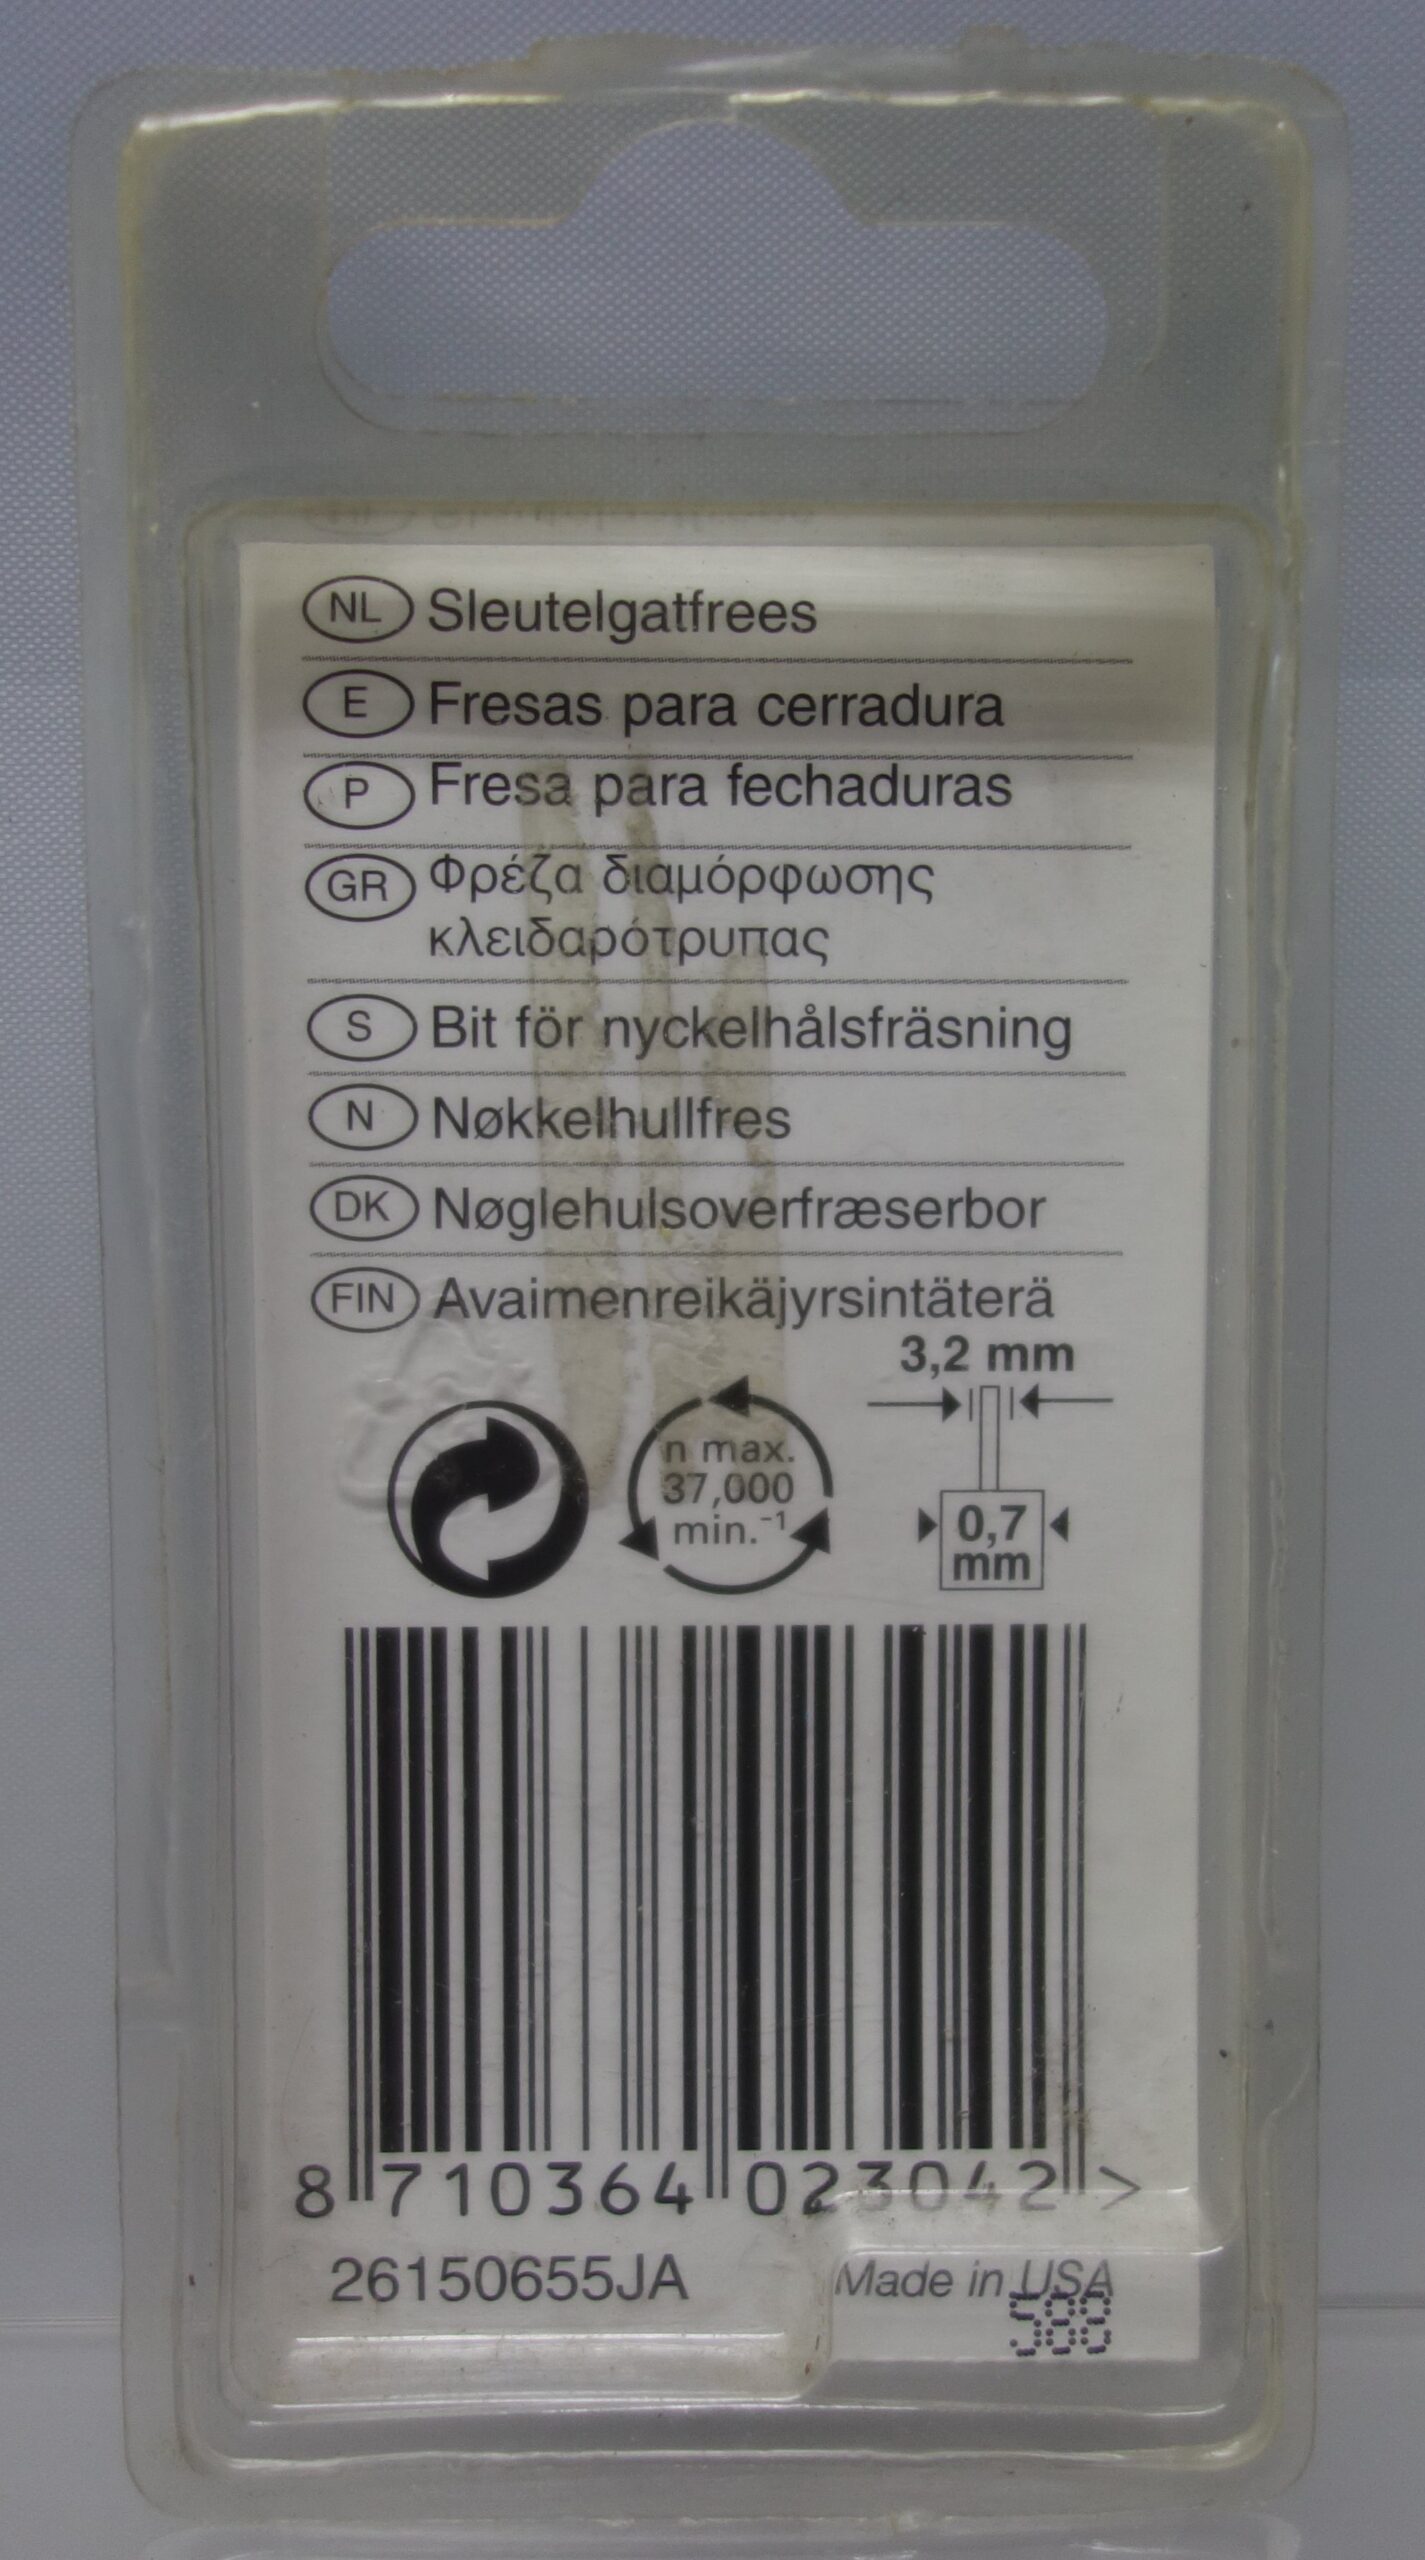 NL Sleutelgatfrees
E Fresas para cerradura
P Fresa para fechaduras
GR Φρέζα διαμόρφωσης
κλειδαρότρυπας
S Bit för nyckelhålsfräsning
N Nøkkelhullfres
DK Nøglehulsoverfræserbor
FIN Avaimenreikäjyrsintäterä
3,2 mm
n max.
37,000
min.⁻¹
0,7
mm
8 710364 023042 >
26150655JA
Made in USA
588